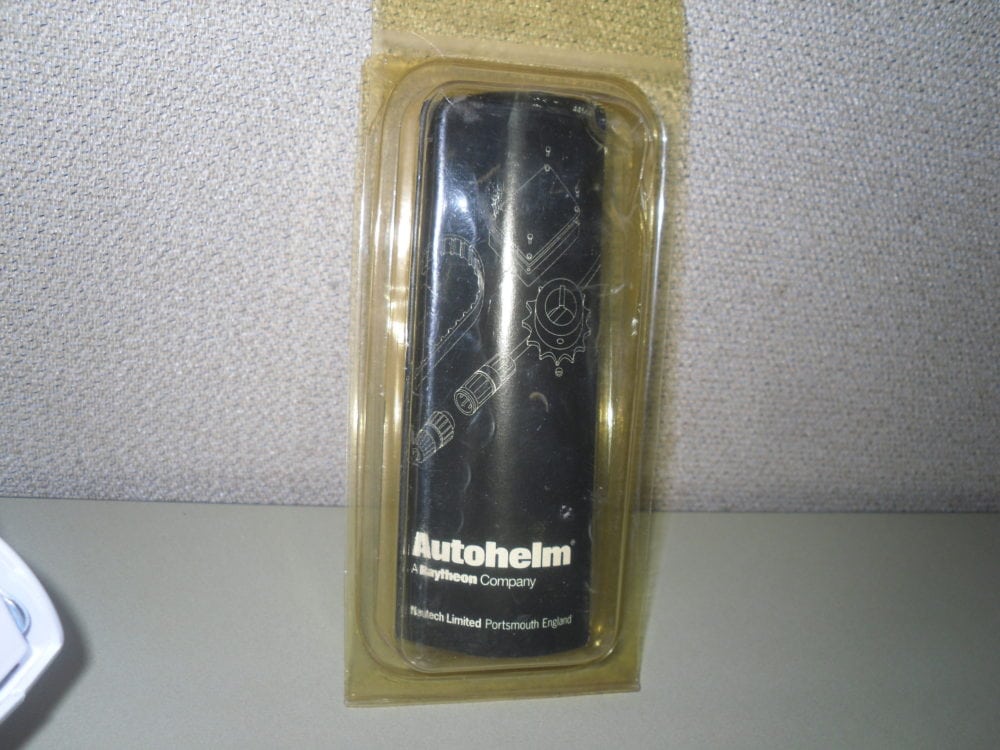 Autohelm®
A Raytheon Company
Nautech Limited Portsmouth England